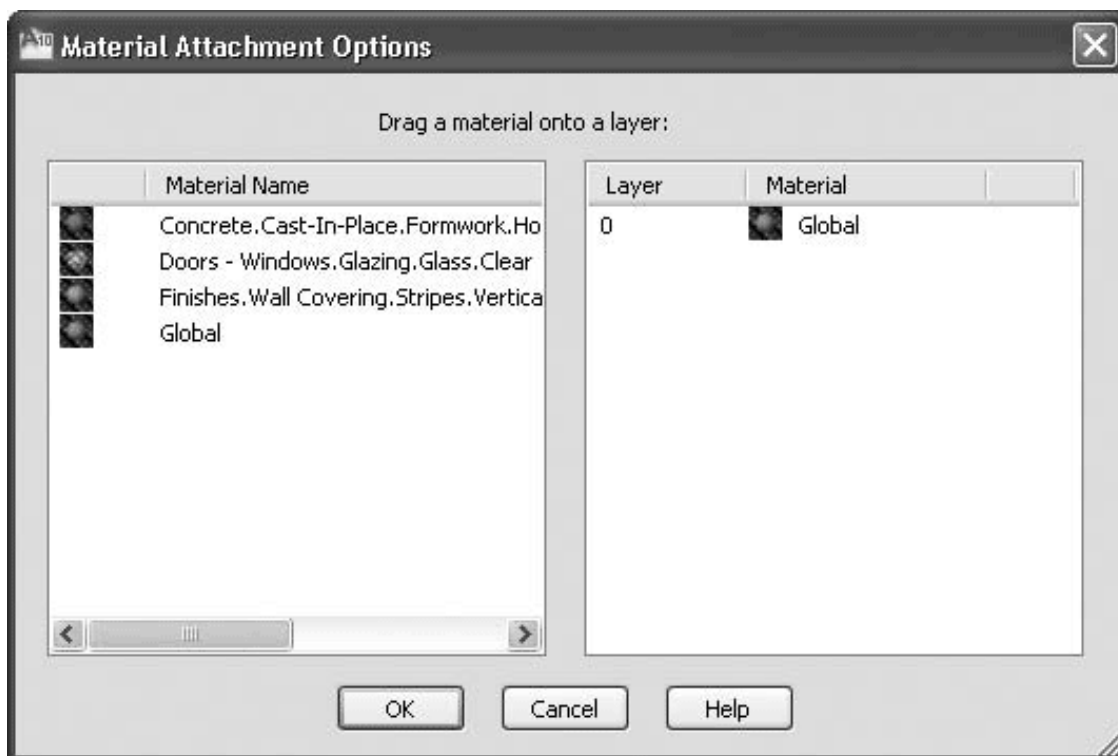 Material Attachment Options
Drag a material onto a layer:
Material Name
Concrete.Cast-In-Place.Formwork.Ho
Doors - Windows.Glazing.Glass.Clear
Finishes.Wall Covering.Stripes.Vertica
Global
Layer Material
0 Global
OK Cancel Help